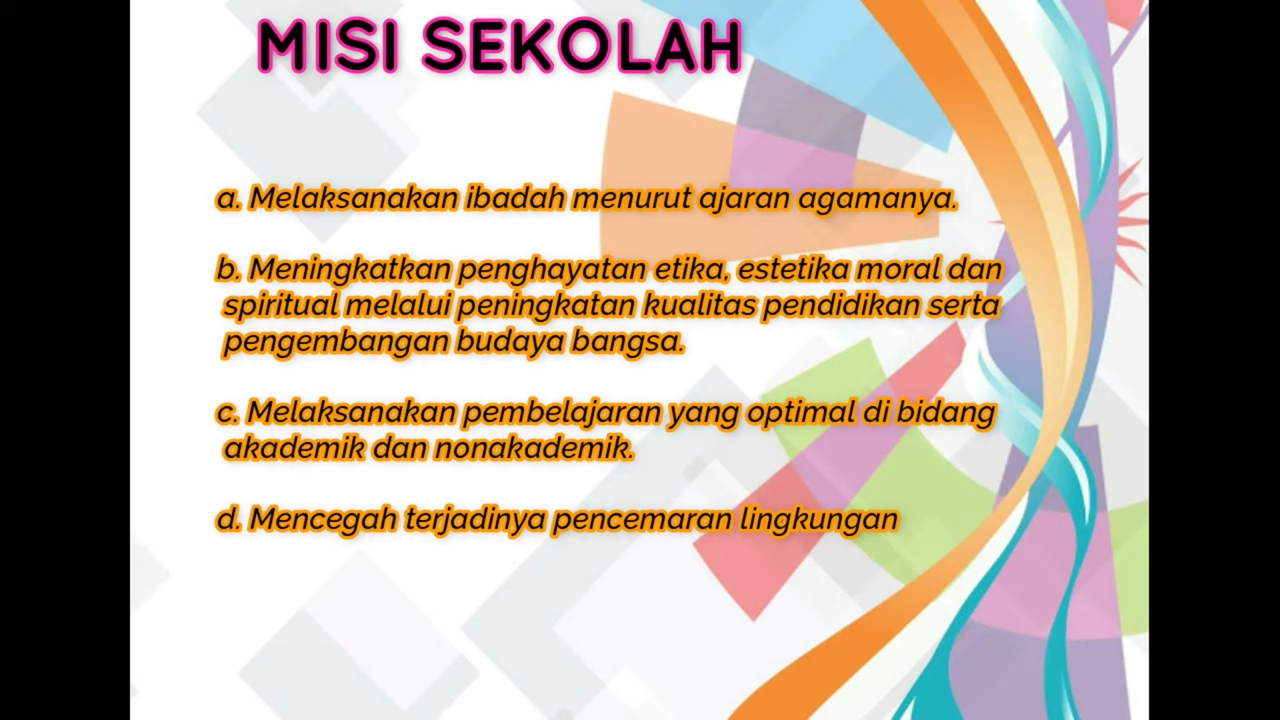 MISI SEKOLAH
a. Melaksanakan ibadah menurut ajaran agamanya.
b. Meningkatkan penghayatan etika, estetika moral dan
spiritual melalui peningkatan kualitas pendidikan serta
pengembangan budaya bangsa.
c. Melaksanakan pembelajaran yang optimal di bidang
akademik dan nonakademik.
d. Mencegah terjadinya pencemaran lingkungan